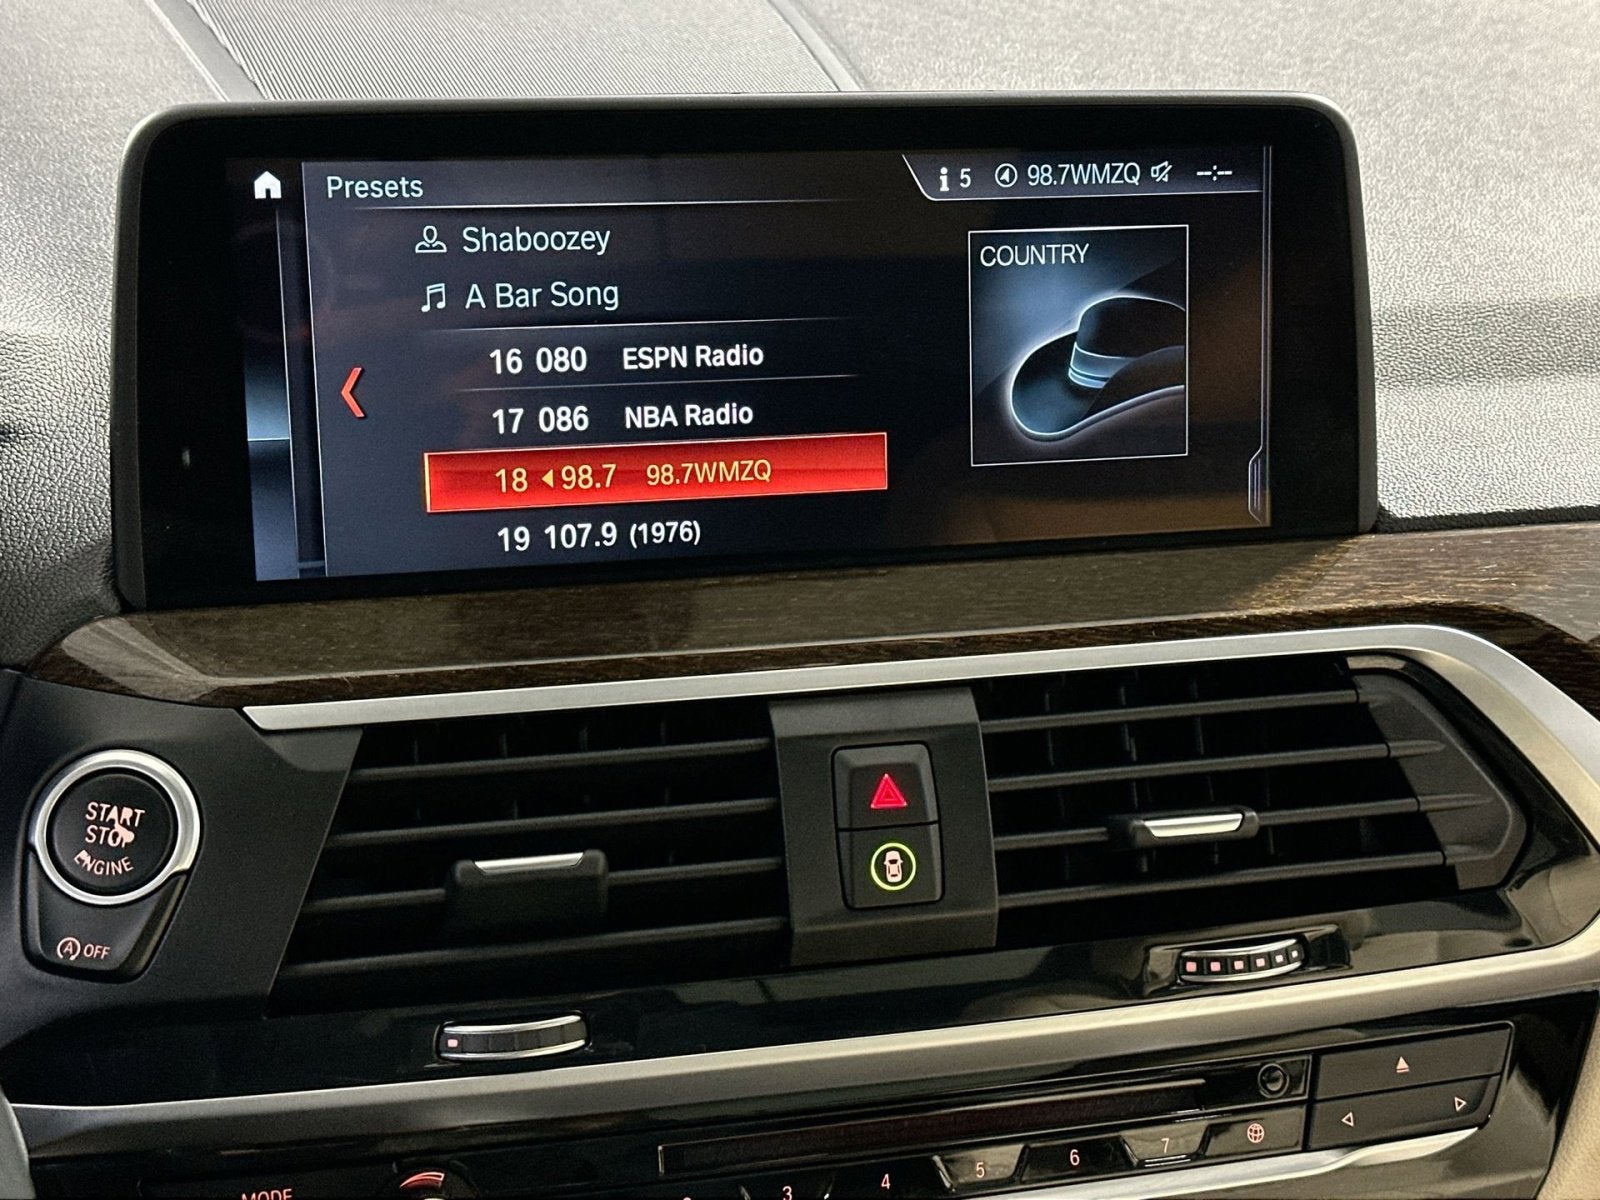 Presets
i 5 98.7WMZQ --:--
Shaboozey
A Bar Song
COUNTRY
16 080 ESPN Radio
17 086 NBA Radio
18 98.7 98.7WMZQ
19 107.9 (1976)
START
STOP
ENGINE
A OFF
MODE
3 4 5 6 7